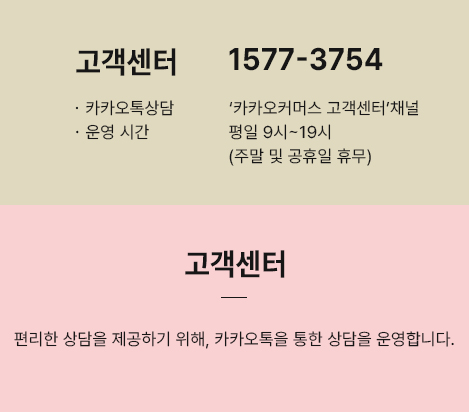 고객센터 1577-3754
· 카카오톡상담 ‘카카오커머스 고객센터’채널
· 운영 시간 평일 9시~19시
(주말 및 공휴일 휴무)
고객센터
편리한 상담을 제공하기 위해, 카카오톡을 통한 상담을 운영합니다.